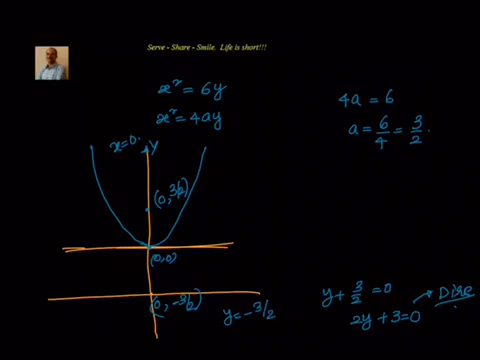 Serve - Share - Smile. Life is short!!!
x² = 6y
x² = 4ay
4a = 6
a = 6/4 = 3/2
x=0
y
(0, 3/2)
(0,0)
(0, -3/2)
y = -3/2
y + 3/2 = 0
2y + 3 = 0 → Dire